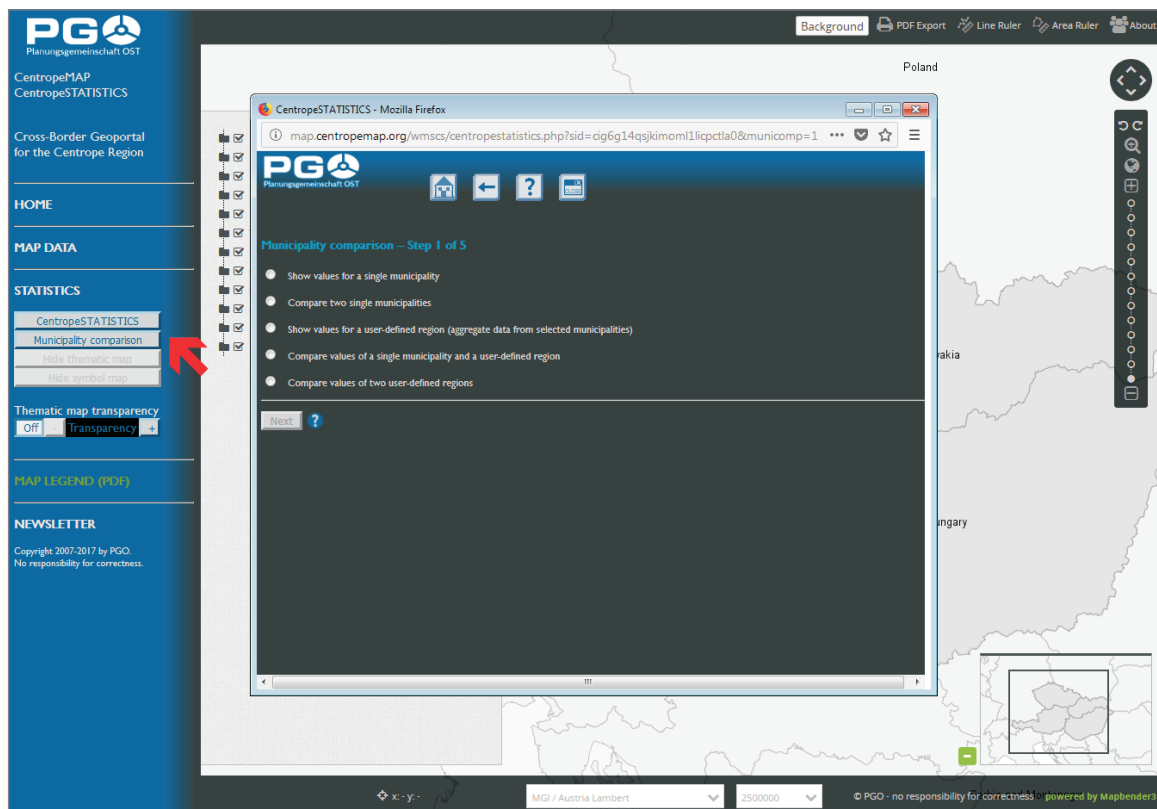 PGO
Planungsgemeinschaft OST
CentropeMAP
CentropeSTATISTICS
Cross-Border Geoportal
for the Centrope Region
HOME
MAP DATA
STATISTICS
CentropeSTATISTICS
Municipality comparison
Hide thematic map
Hide symbol map
Thematic map transparency
Off - Transparency +
MAP LEGEND (PDF)
NEWSLETTER
Copyright 2007-2017 by PGO.
No responsibility for correctness.
Background PDF Export Line Ruler Area Ruler About
Poland
CentropeSTATISTICS - Mozilla Firefox
map.centropemap.org/wmscs/centropestatistics.php?sid=cig6g14qsjkimoml1licpctla0&municomp=1
PGO
Planungsgemeinschaft OST
CLOSE
Municipality comparison – Step 1 of 5
Show values for a single municipality
Compare two single municipalities
Show values for a user-defined region (aggregate data from selected municipalities)
Compare values of a single municipality and a user-defined region
Compare values of two user-defined regions
Next ?
vakia
ungary
x: - y: -
MGI / Austria Lambert
2500000
© PGO - no responsibility for correctness powered by Mapbender3